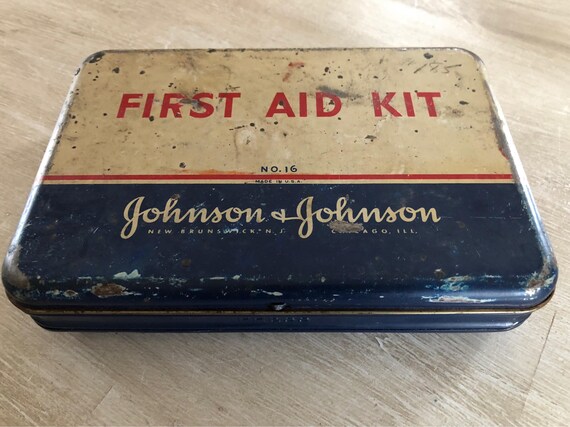 FIRST AID KIT
NO. 16
MADE IN U.S.A.
Johnson & Johnson
NEW BRUNSWICK, N.J. CHICAGO, ILL.